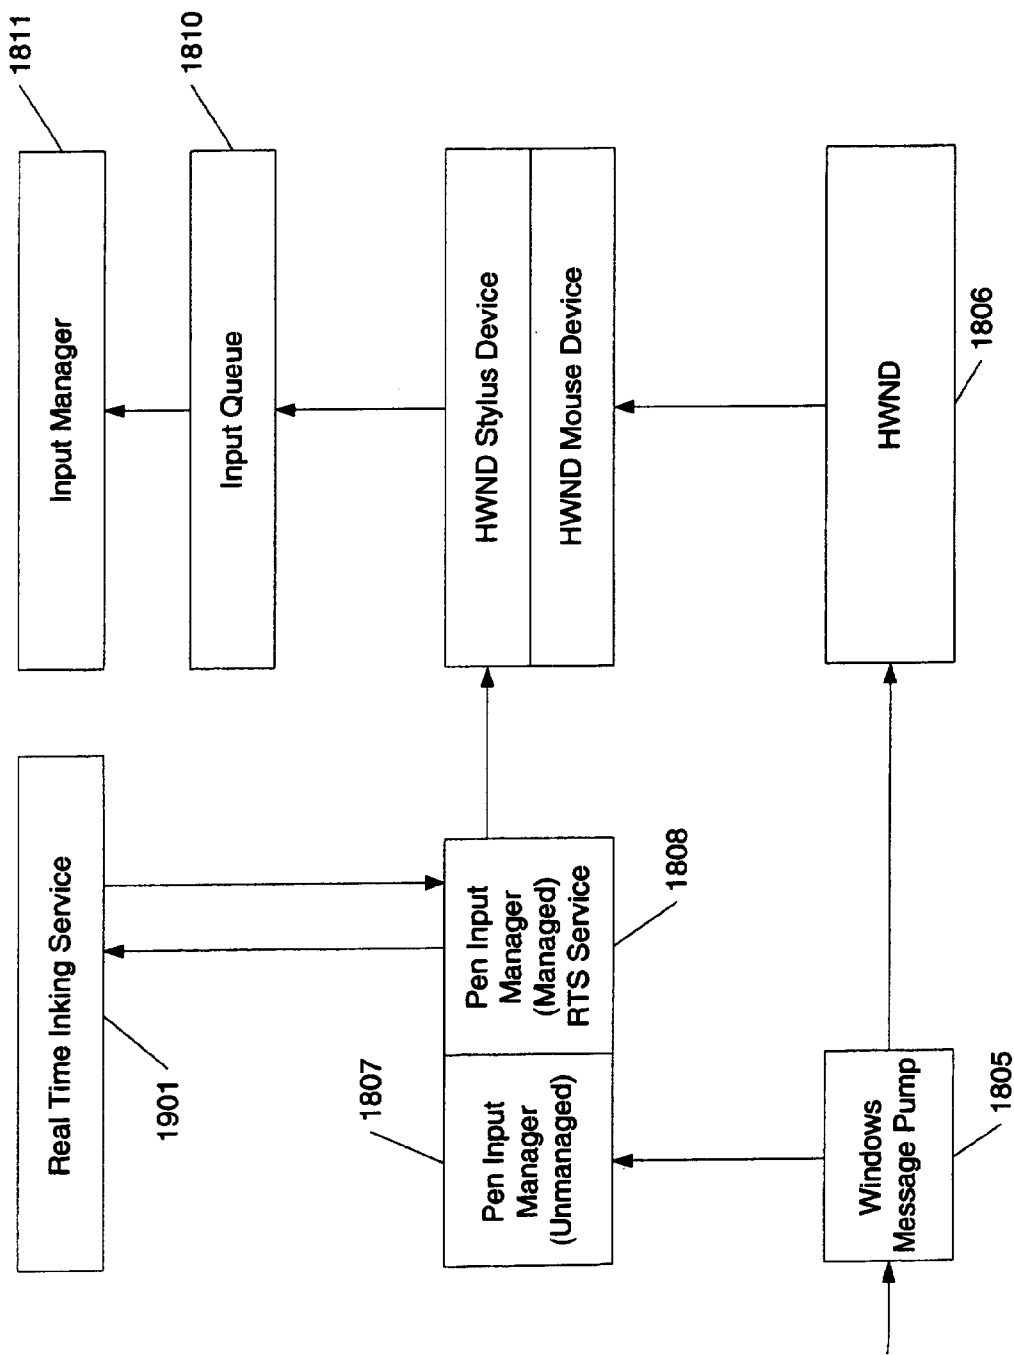 Real Time Inking Service
1901
Input Manager
1811
Input Queue
1810
1807
Pen Input
Manager
(Unmanaged)
Pen Input
Manager
(Managed)
RTS Service
1808
HWND Stylus Device
HWND Mouse Device
Windows
Message Pump
1805
HWND
1806